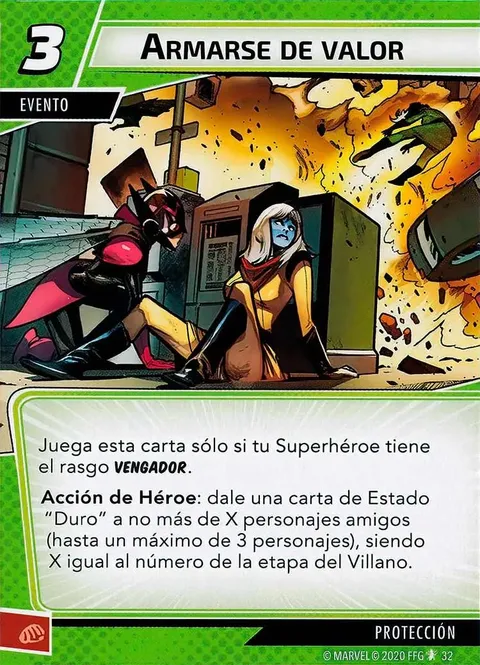 3
ARMARSE DE VALOR
EVENTO
Juega esta carta sólo si tu Superhéroe tiene
el rasgo VENGADOR.
Acción de Héroe: dale una carta de Estado
“Duro” a no más de X personajes amigos
(hasta un máximo de 3 personajes), siendo
X igual al número de la etapa del Villano.
PROTECCIÓN
© MARVEL © 2020 FFG 32